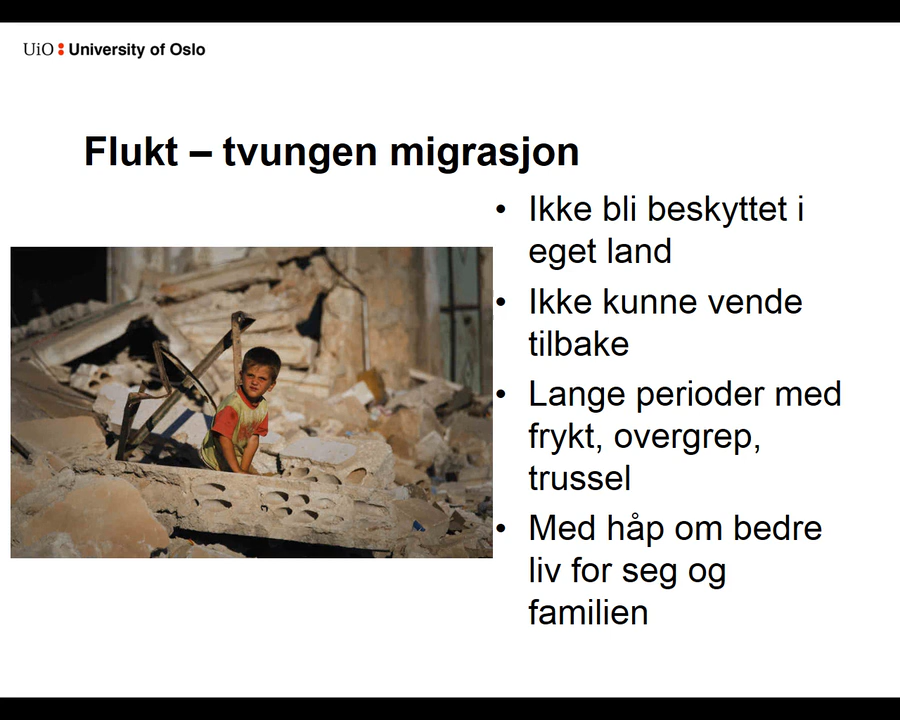 UiO : University of Oslo
Flukt – tvungen migrasjon
• Ikke bli beskyttet i
eget land
• Ikke kunne vende
tilbake
• Lange perioder med
frykt, overgrep,
trussel
• Med håp om bedre
liv for seg og
familien